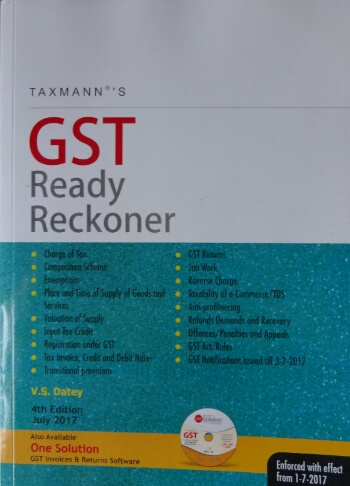 TAXMANN®'S
GST
Ready
Reckoner
Charge of Tax
Composition Scheme
Exemptions
Place and Time of Supply of Goods and
Services
Valuation of Supply
Input Tax Credit
Registration under GST
Tax Invoice, Credit and Debit Notes
Transitional provisions
GST Returns
Job Work
Reverse Charge
Taxability of e-Commerce/TDS
Anti-profiteering
Refunds Demands and Recovery
Offences/Penalties and Appeals
GST Act/Rules
GST Notifications issued till 3-7-2017
V.S. Datey
4th Edition
July 2017
Also Available
One Solution
GST Invoices & Returns Software
GST
Enforced with effect
from 1-7-2017